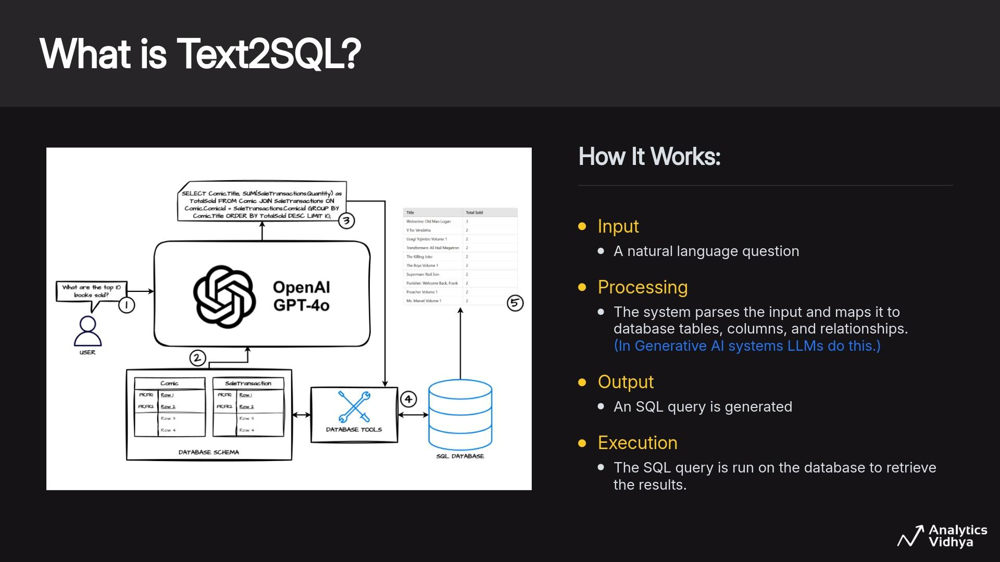 What is Text2SQL?
SELECT Comic.Title, SUM(SaleTransactions.Quantity) as
TotalSold FROM Comic JOIN SaleTransactions ON
Comic.ComicId = SaleTransactions.ComicId GROUP BY
Comic.Title ORDER BY TotalSold DESC LIMIT 10;
3
What are the top 10
books sold?
1
USER
OpenAI
GPT-4o
2
Comic
PK,FK1 Row 1
PK,FK2 Row 2
Row 3
Row 4
SaleTransaction
PK,FK1 Row 1
PK,FK2 Row 2
Row 3
Row 4
DATABASE SCHEMA
DATABASE TOOLS
4
SQL DATABASE
Title Total Sold
Wolverine: Old Man Logan 3
V for Vendetta 2
Usagi Yojimbo Volume 1 2
Transformers: All Hail Megatron 2
The Killing Joke 2
The Boys Volume 1 2
Superman: Red Son 2
Punisher: Welcome Back, Frank 2
Preacher Volume 1 2
Ms. Marvel Volume 1 2
5
How It Works:
Input
A natural language question
Processing
The system parses the input and maps it to
database tables, columns, and relationships.
(In Generative AI systems LLMs do this.)
Output
An SQL query is generated
Execution
The SQL query is run on the database to retrieve
the results.
Analytics
Vidhya